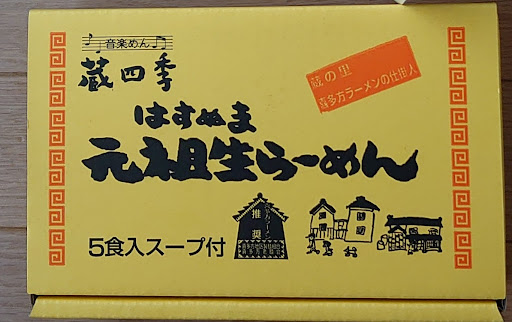 音楽めん
蔵四季
蔵の里
喜多方ラーメンの仕掛人
はすぬま
元祖生らーめん
5食入スープ付
推奨